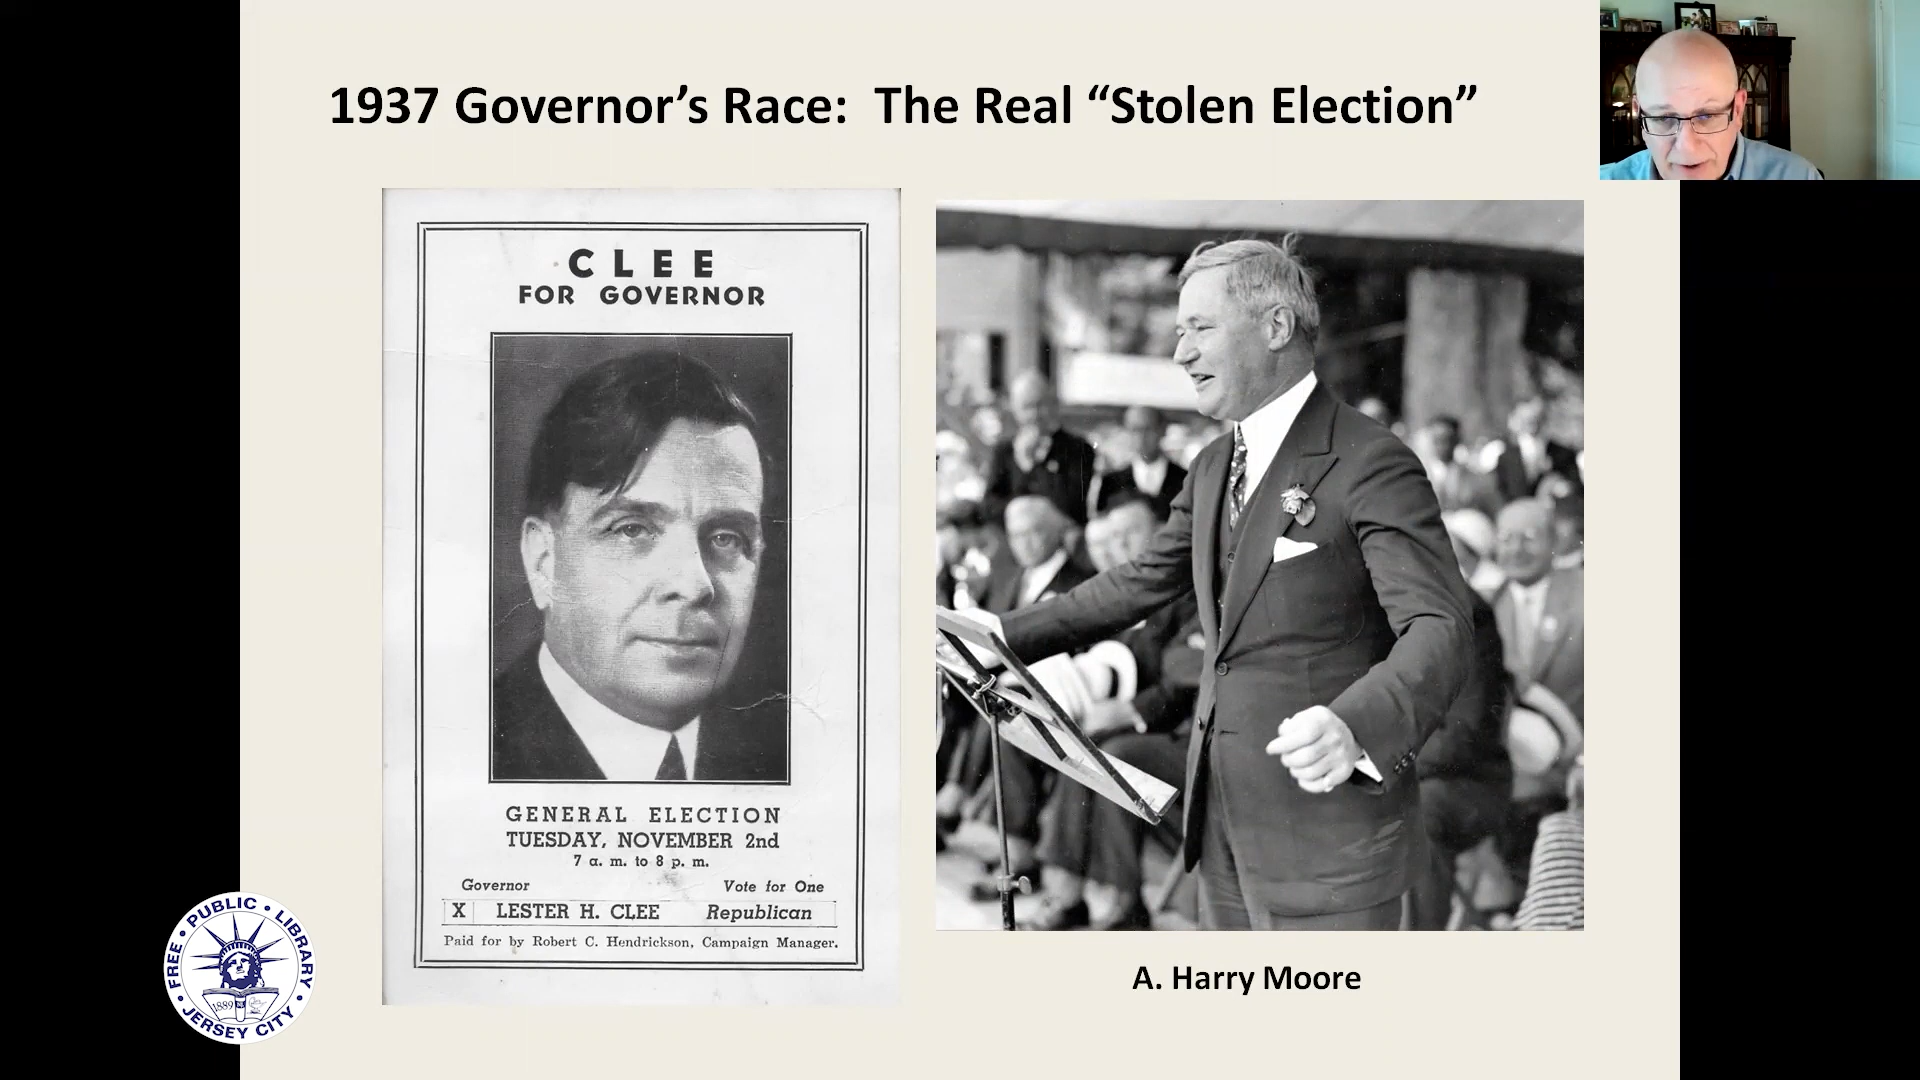 1937 Governor’s Race:  The Real “Stolen Election”
CLEE
FOR GOVERNOR
GENERAL ELECTION
TUESDAY, NOVEMBER 2nd
7 a. m. to 8 p. m.
Governor Vote for One
X LESTER H. CLEE Republican
Paid for by Robert C. Hendrickson, Campaign Manager.
A. Harry Moore
FREE • PUBLIC • LIBRARY
• JERSEY CITY •
1889